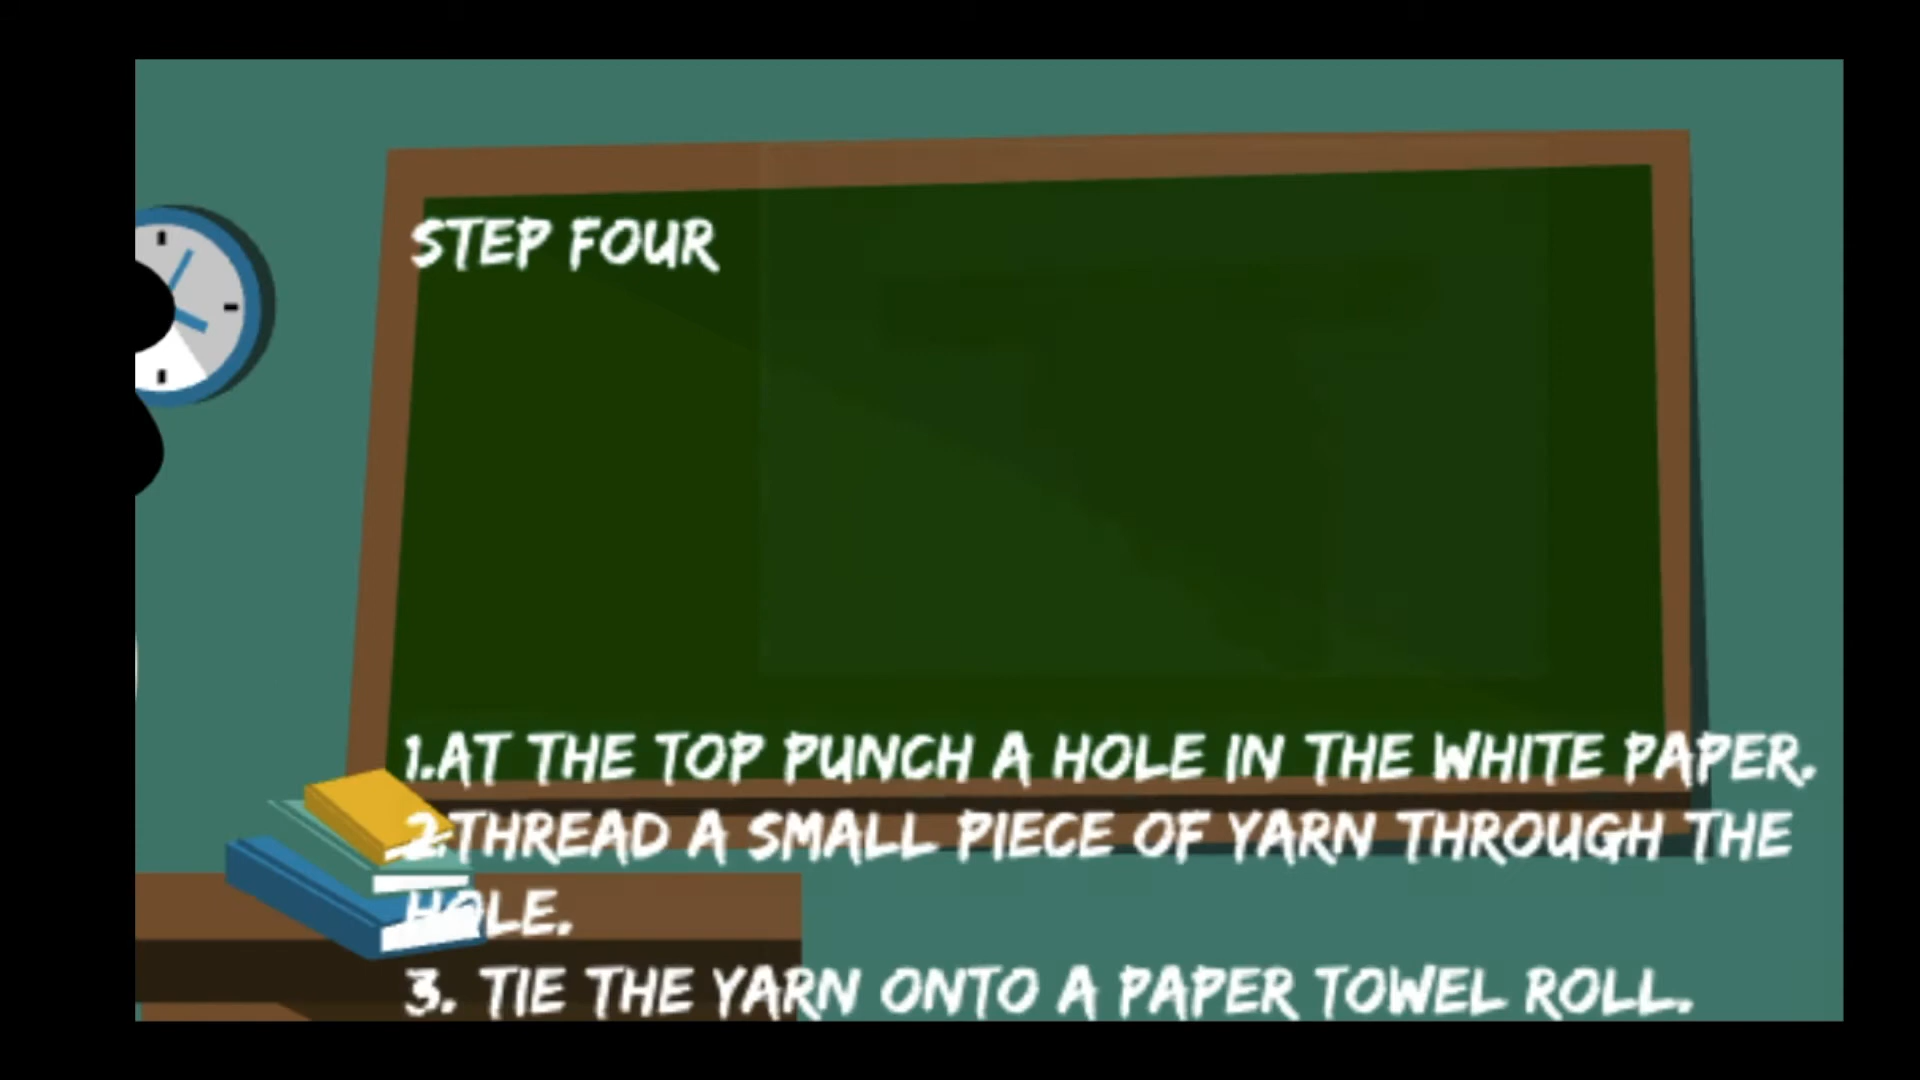 STEP FOUR
1.AT THE TOP PUNCH A HOLE IN THE WHITE PAPER.
2.THREAD A SMALL PIECE OF YARN THROUGH THE
HOLE.
3. TIE THE YARN ONTO A PAPER TOWEL ROLL.